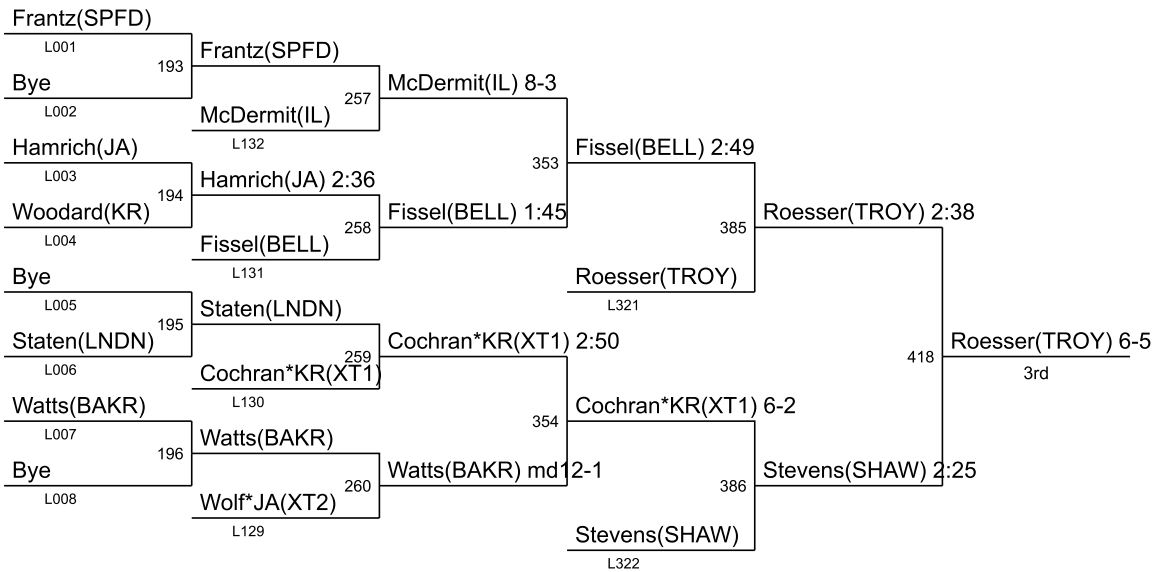 Frantz(SPFD)
L001
193
Frantz(SPFD)
Bye
L002
257
McDermit(IL) 8-3
McDermit(IL)
L132
Hamrich(JA)
L003
353
Fissel(BELL) 2:49
194
Hamrich(JA) 2:36
Woodard(KR)
L004
258
Fissel(BELL) 1:45
385
Roesser(TROY) 2:38
Fissel(BELL)
L131
Bye
L005
Roesser(TROY)
L321
195
Staten(LNDN)
Staten(LNDN)
L006
259
Cochran*KR(XT1) 2:50
418
Roesser(TROY) 6-5
3rd
Cochran*KR(XT1)
L130
Watts(BAKR)
L007
354
Cochran*KR(XT1) 6-2
196
Watts(BAKR)
Bye
L008
260
Watts(BAKR) md12-1
386
Stevens(SHAW) 2:25
Wolf*JA(XT2)
L129
Stevens(SHAW)
L322